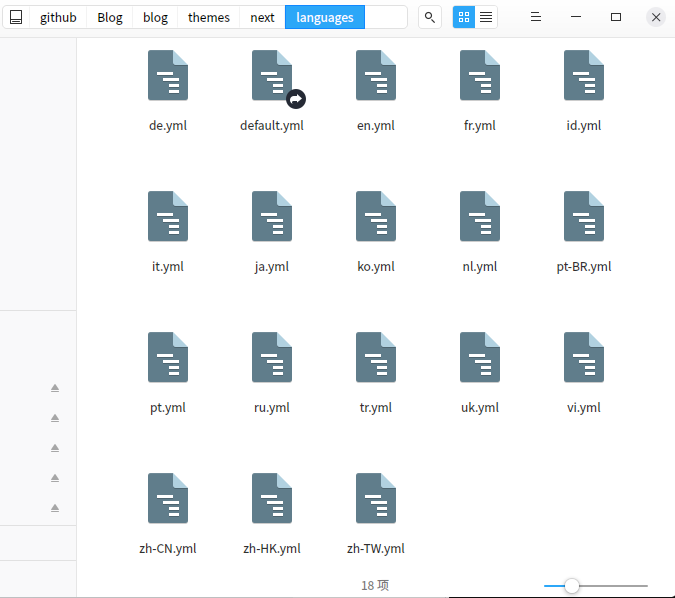 github Blog blog themes next languages
de.yml default.yml en.yml fr.yml id.yml
it.yml ja.yml ko.yml nl.yml pt-BR.yml
pt.yml ru.yml tr.yml uk.yml vi.yml
zh-CN.yml zh-HK.yml zh-TW.yml
18 项